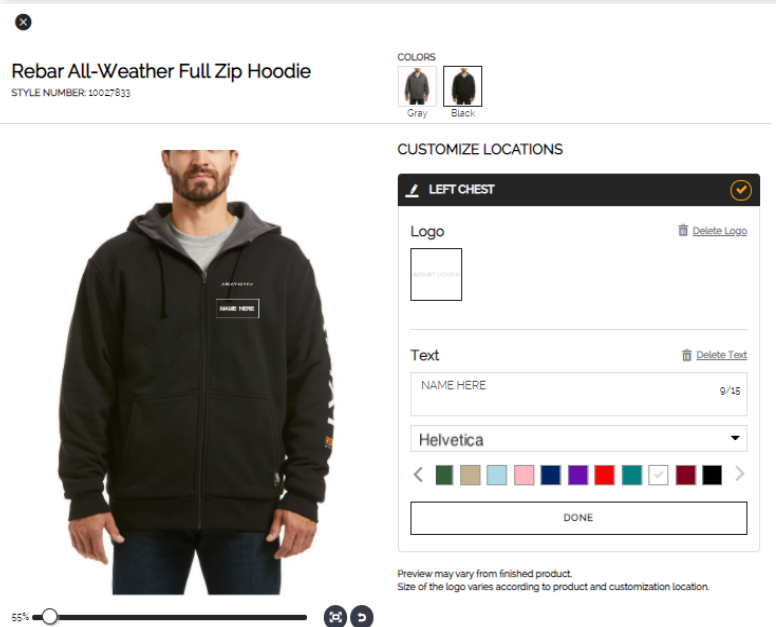 Rebar All-Weather Full Zip Hoodie
STYLE NUMBER: 10027833
COLORS
Gray
Black
CUSTOMIZE LOCATIONS
LEFT CHEST
Logo
Delete Logo
Text
Delete Text
NAME HERE
9/15
Helvetica
DONE
NAME HERE
Preview may vary from finished product.
Size of the logo varies according to product and customization location.
55%